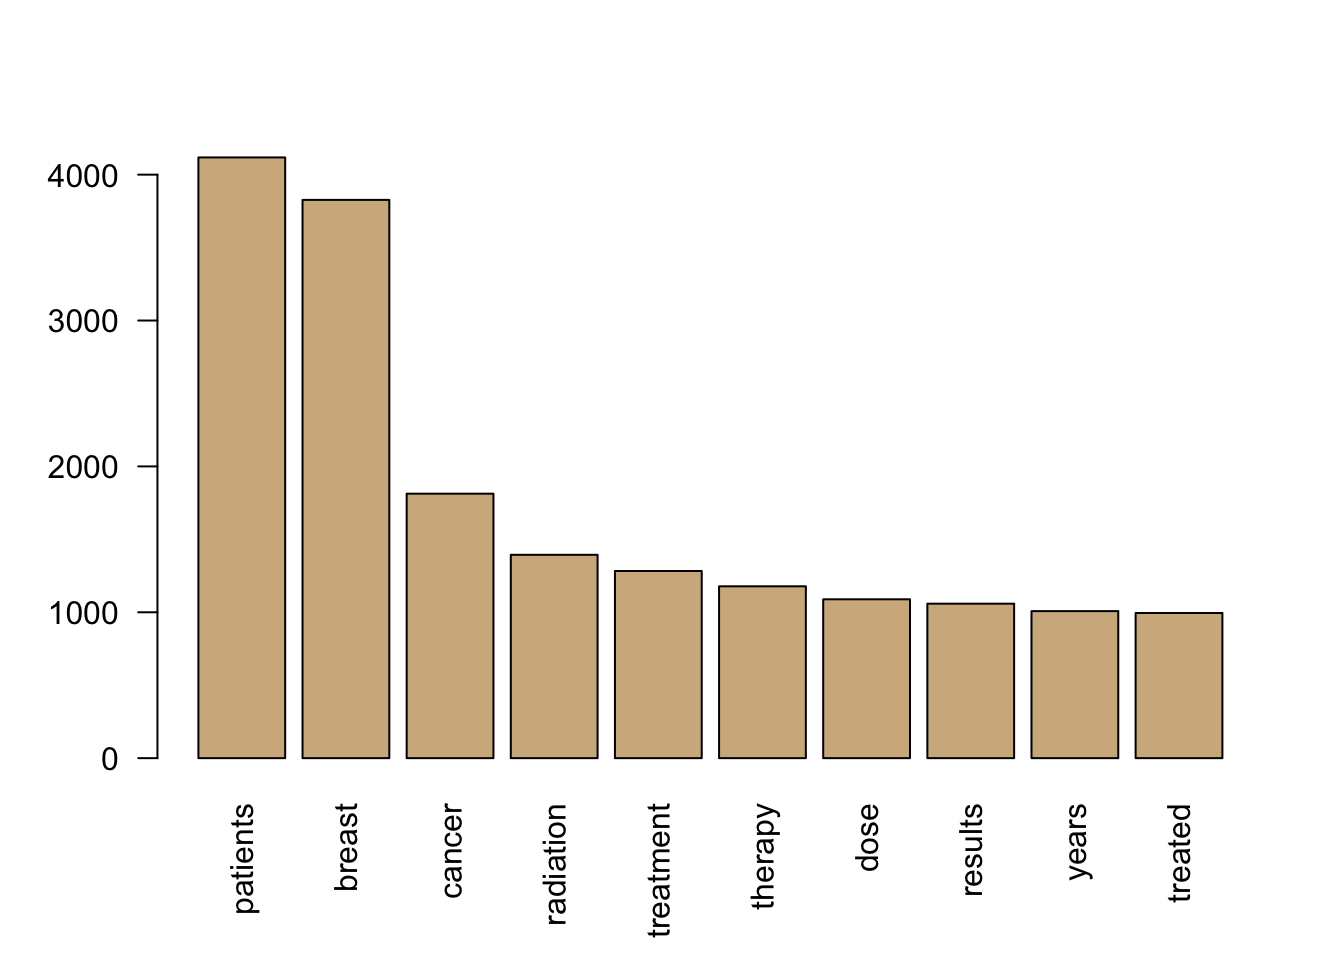 4000
3000
2000
1000
0
patients
breast
cancer
radiation
treatment
therapy
dose
results
years
treated